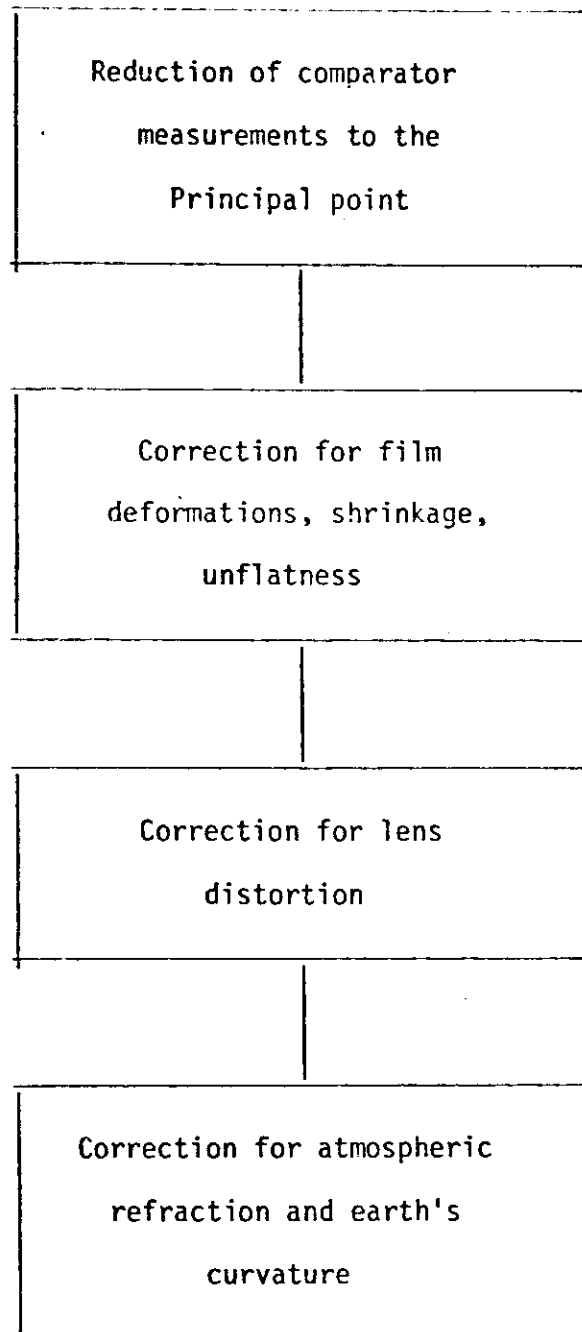 Reduction of comparator
measurements to the
Principal point
Correction for film
deformations, shrinkage,
unflatness
Correction for lens
distortion
Correction for atmospheric
refraction and earth's
curvature